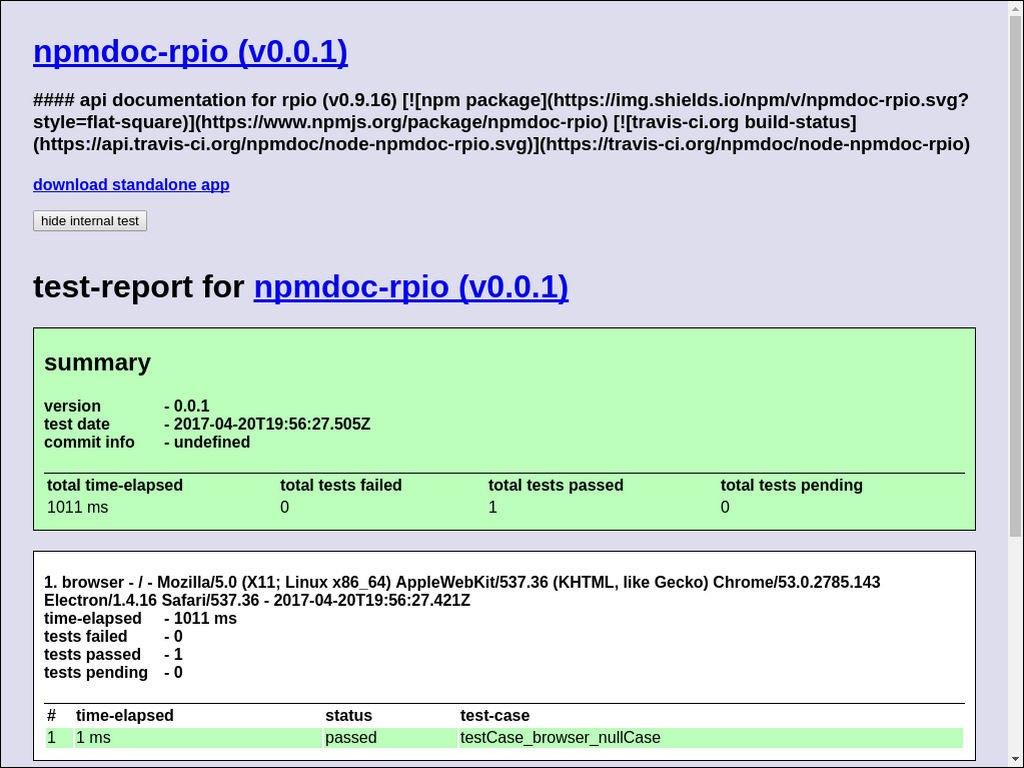 npmdoc-rpio (v0.0.1)
#### api documentation for rpio (v0.9.16) [![npm package](https://img.shields.io/npm/v/npmdoc-rpio.svg?
style=flat-square)](https://www.npmjs.org/package/npmdoc-rpio) [![travis-ci.org build-status]
(https://api.travis-ci.org/npmdoc/node-npmdoc-rpio.svg)](https://travis-ci.org/npmdoc/node-npmdoc-rpio)
download standalone app
hide internal test
test-report for npmdoc-rpio (v0.0.1)
summary
version - 0.0.1
test date - 2017-04-20T19:56:27.505Z
commit info - undefined
total time-elapsed total tests failed total tests passed total tests pending
1011 ms 0 1 0
1. browser - / - Mozilla/5.0 (X11; Linux x86_64) AppleWebKit/537.36 (KHTML, like Gecko) Chrome/53.0.2785.143
Electron/1.4.16 Safari/537.36 - 2017-04-20T19:56:27.421Z
time-elapsed - 1011 ms
tests failed - 0
tests passed - 1
tests pending - 0
# time-elapsed status test-case
1 1 ms passed testCase_browser_nullCase